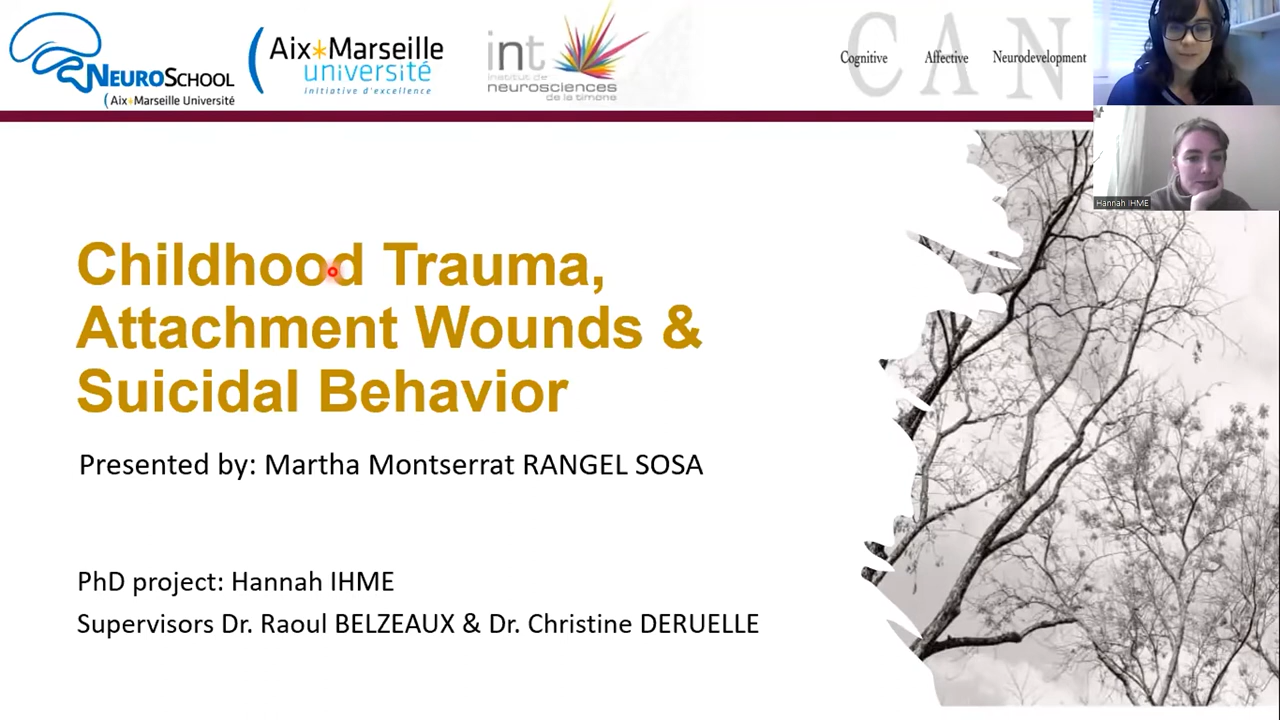 NEUROSCHOOL
Aix-Marseille Université
Aix*Marseille
université
initiative d'excellence
int
institut de
neurosciences
de la timone
CAN
Cognitive Affective Neurodevelopment
Hannah IHME
Childhood Trauma,
Attachment Wounds &
Suicidal Behavior
Presented by: Martha Montserrat RANGEL SOSA
PhD project: Hannah IHME
Supervisors Dr. Raoul BELZEAUX & Dr. Christine DERUELLE